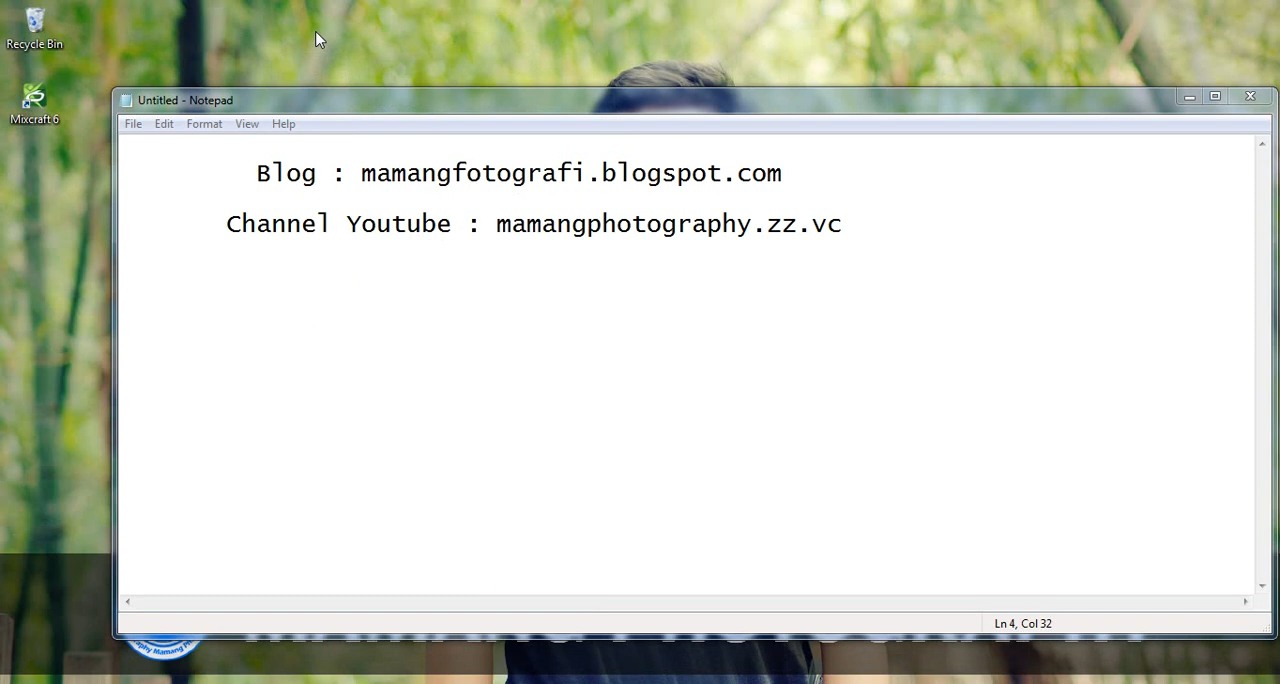 Recycle Bin
Mixcraft 6
Untitled - Notepad
File Edit Format View Help
Blog : mamangfotografi.blogspot.com
Channel Youtube : mamangphotography.zz.vc
Ln 4, Col 32